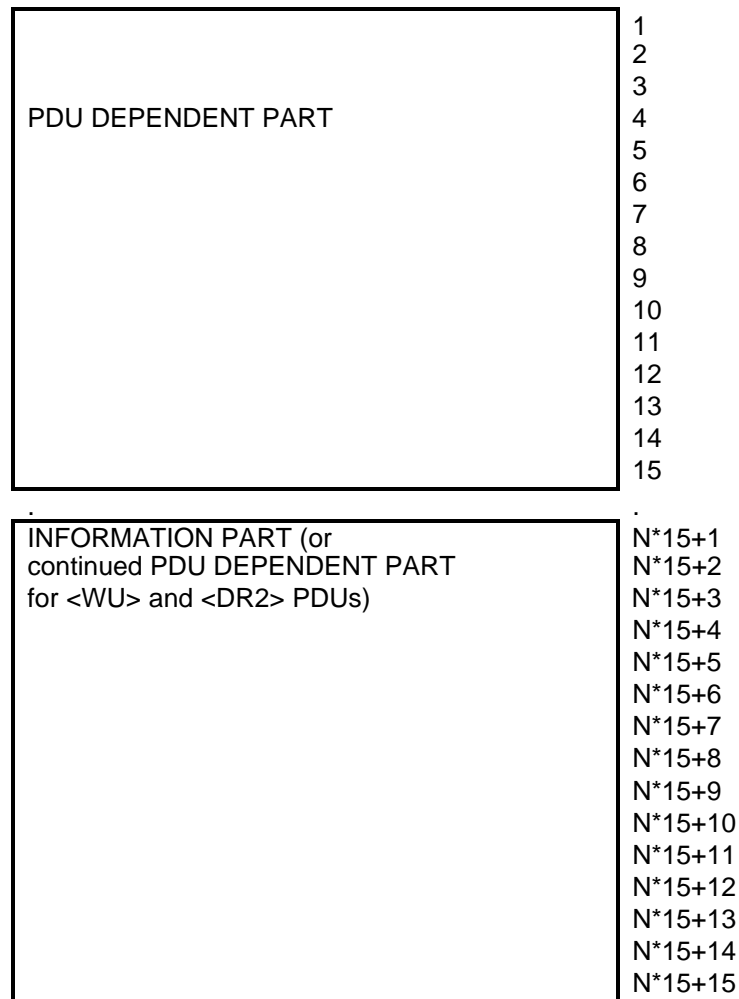 1
2
3
PDU DEPENDENT PART 4
5
6
7
8
9
10
11
12
13
14
15
. .
INFORMATION PART (or N*15+1
continued PDU DEPENDENT PART N*15+2
for <WU> and <DR2> PDUs) N*15+3
N*15+4
N*15+5
N*15+6
N*15+7
N*15+8
N*15+9
N*15+10
N*15+11
N*15+12
N*15+13
N*15+14
N*15+15